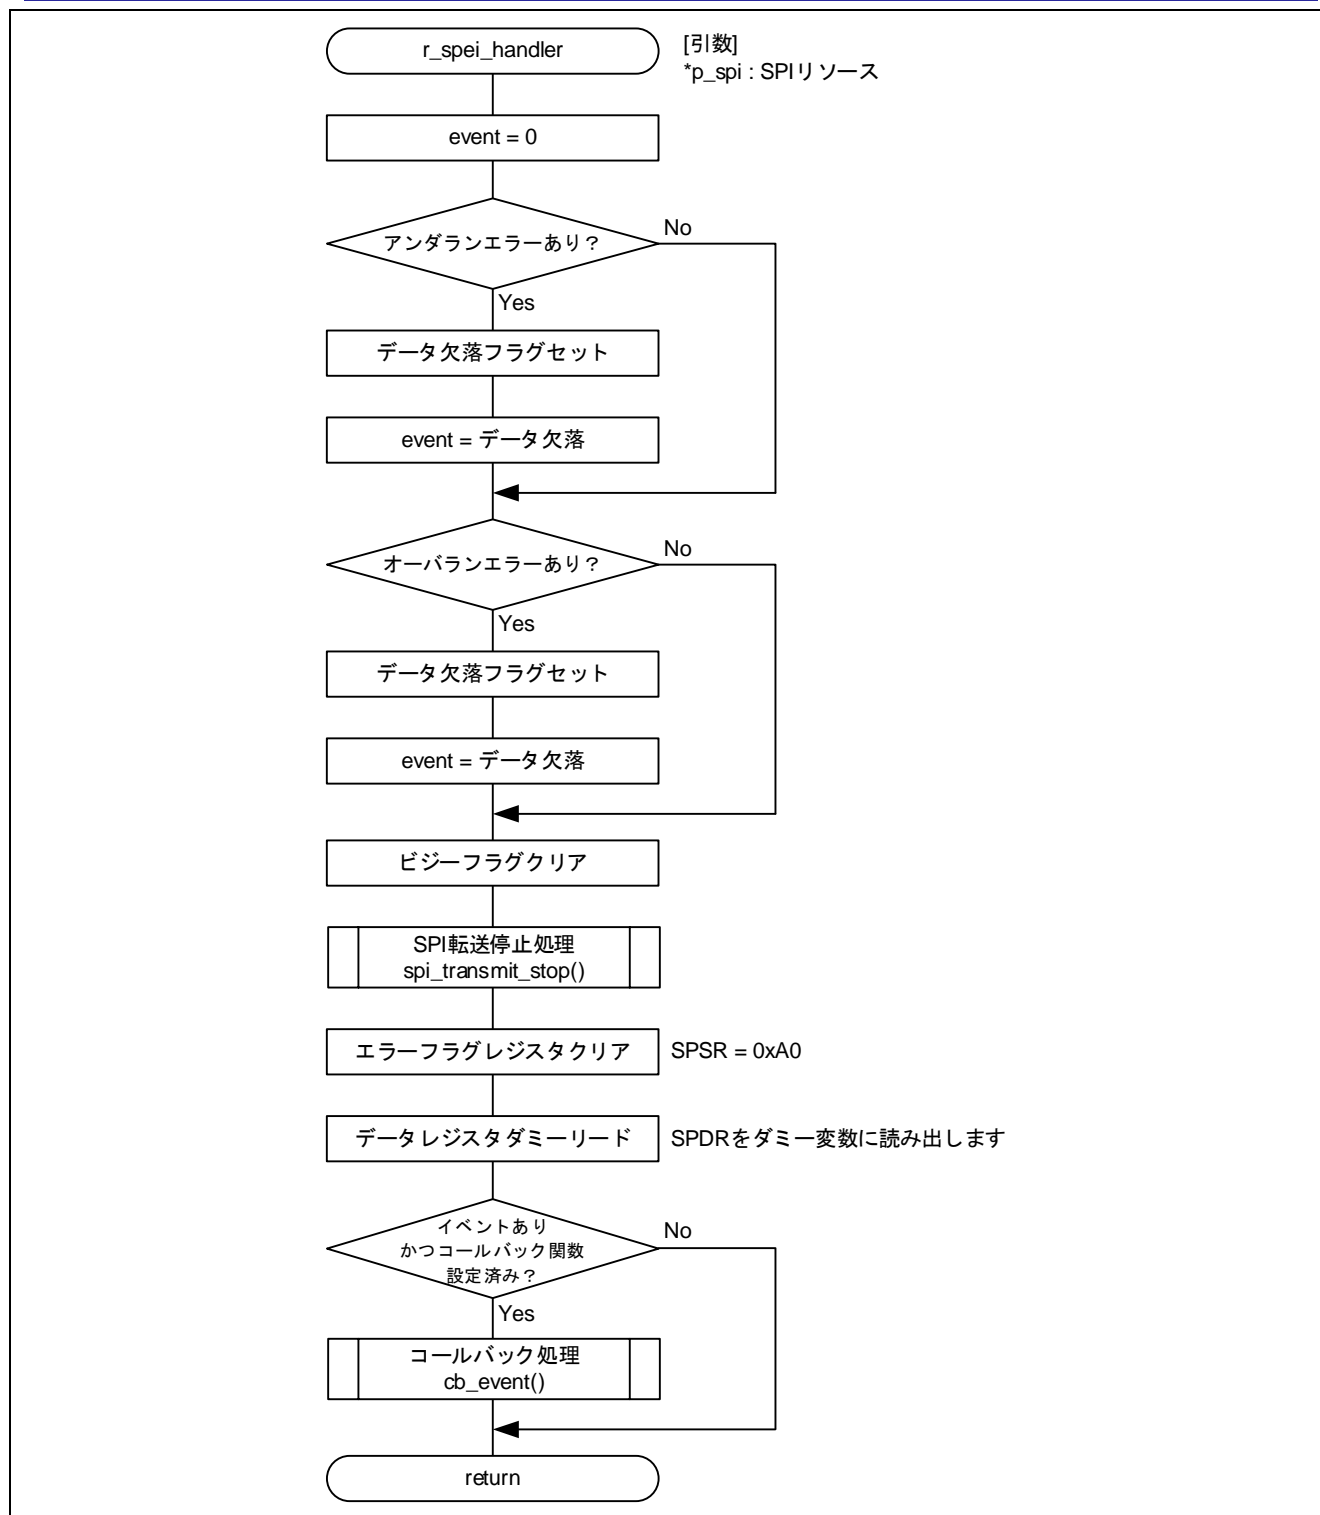 r_spei_handler
[引数]
*p_spi : SPIリソース
event = 0
アンダランエラーあり？
No
Yes
データ欠落フラグセット
event = データ欠落
オーバランエラーあり？
No
Yes
データ欠落フラグセット
event = データ欠落
ビジーフラグクリア
SPI転送停止処理
spi_transmit_stop()
エラーフラグレジスタクリア
SPSR = 0xA0
データレジスタダミーリード
SPDRをダミー変数に読み出します
イベントあり
かつコールバック関数
設定済み？
No
Yes
コールバック処理
cb_event()
return